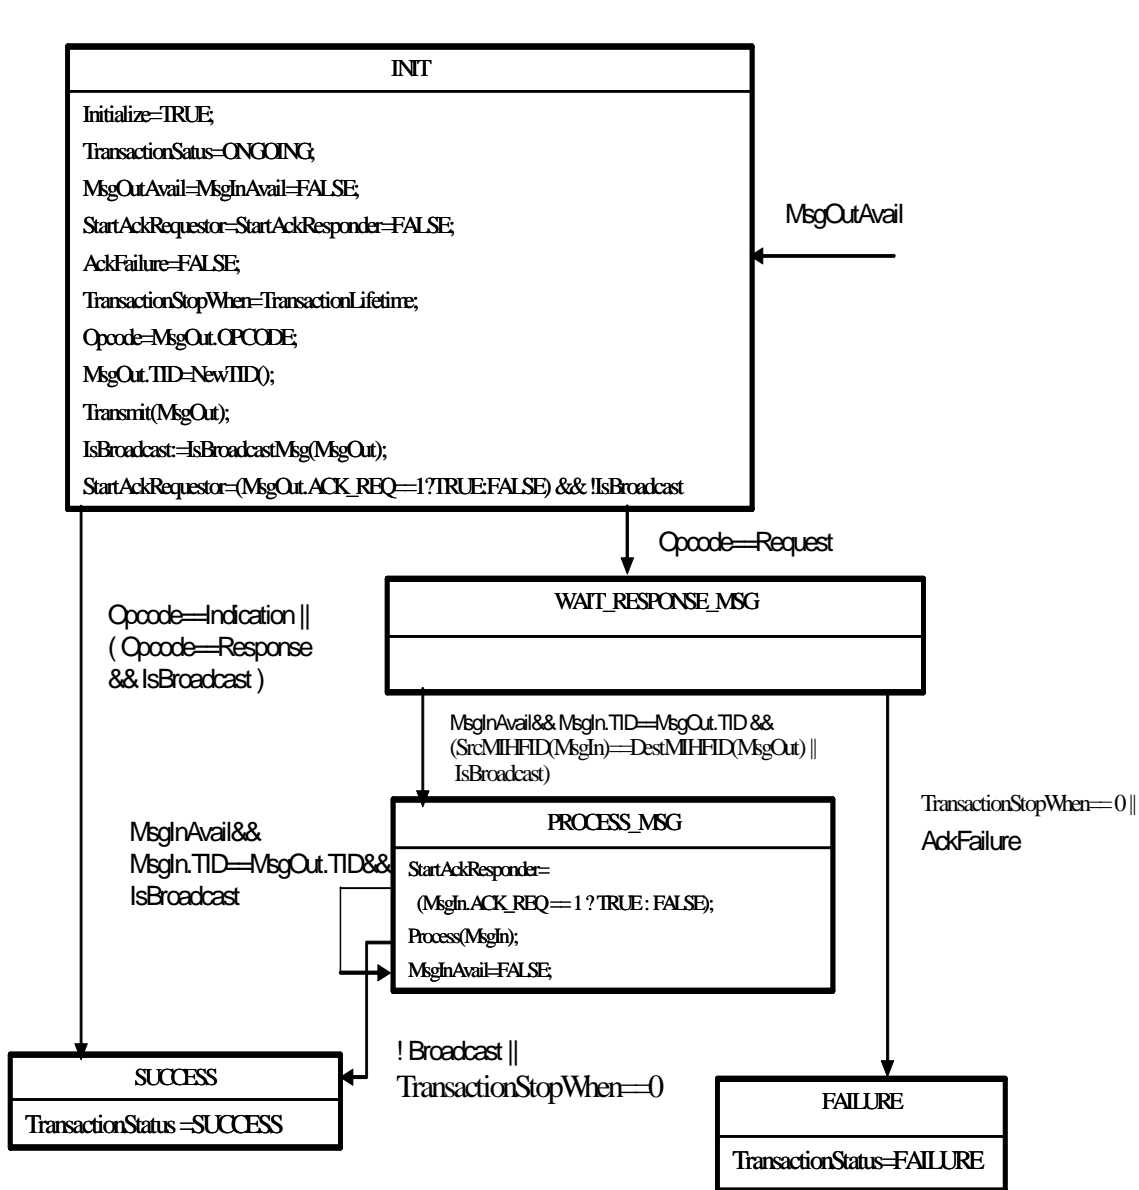 INIT
Initialize=TRUE;
TransactionSatus=ONGOING;
MsgOutAvail=MsgInAvail=FALSE;
StartAckRequestor=StartAckResponder=FALSE;
AckFailure=FALSE;
TransactionStopWhen=TransactionLifetime;
Opcode=MsgOut.OPCODE;
MsgOut.TID=NewTID();
Transmit(MsgOut);
IsBroadcast:=IsBroadcastMsg(MsgOut);
StartAckRequestor=(MsgOut.ACK_REQ==1?TRUE:FALSE) && !IsBroadcast
MsgOutAvail
Opcode==Request
Opcode==Indication ||
( Opcode==Response
&& IsBroadcast )
WAIT_RESPONSE_MSG
MsgInAvail&& MsgIn.TID==MsgOut.TID &&
(SrcMIHFID(MsgIn)==DestMIHFID(MsgOut) ||
IsBroadcast)
TransactionStopWhen== 0 ||
AckFailure
MsgInAvail&&
MsgIn.TID==MsgOut.TID&&
IsBroadcast
PROCESS_MSG
StartAckResponder=
(MsgIn.ACK_REQ == 1 ? TRUE : FALSE);
Process(MsgIn);
MsgInAvail=FALSE;
! Broadcast ||
TransactionStopWhen==0
SUCCESS
TransactionStatus =SUCCESS
FAILURE
TransactionStatus=FAILURE